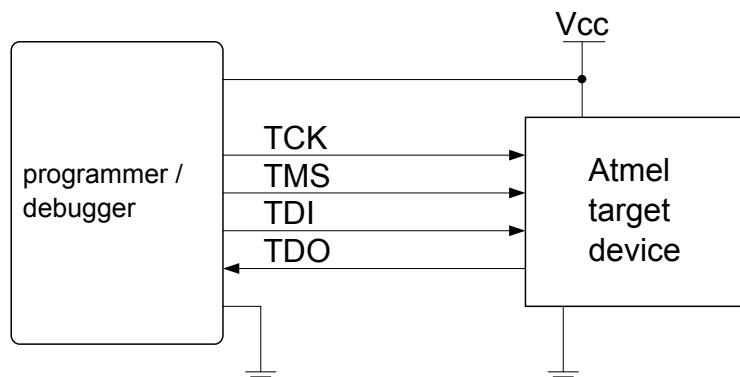 Vcc
TCK
programmer /
debugger
TMS
TDI
TDO
Atmel
target
device